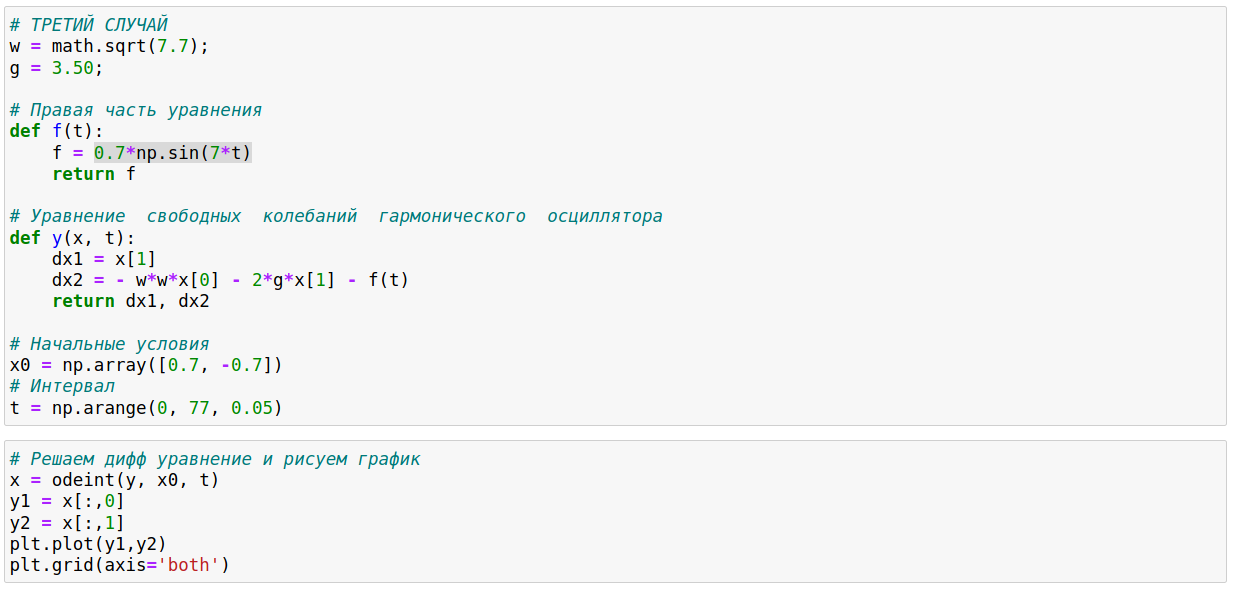 # ТРЕТИЙ СЛУЧАЙ
w = math.sqrt(7.7);
g = 3.50;
# Правая часть уравнения
def f(t):
    f = 0.7*np.sin(7*t)
    return f
# Уравнение  свободных  колебаний  гармонического  осциллятора
def y(x, t):
    dx1 = x[1]
    dx2 = - w*w*x[0] - 2*g*x[1] - f(t)
    return dx1, dx2
# Начальные условия
x0 = np.array([0.7, -0.7])
# Интервал
t = np.arange(0, 77, 0.05)
# Решаем дифф уравнение и рисуем график
x = odeint(y, x0, t)
y1 = x[:,0]
y2 = x[:,1]
plt.plot(y1,y2)
plt.grid(axis='both')